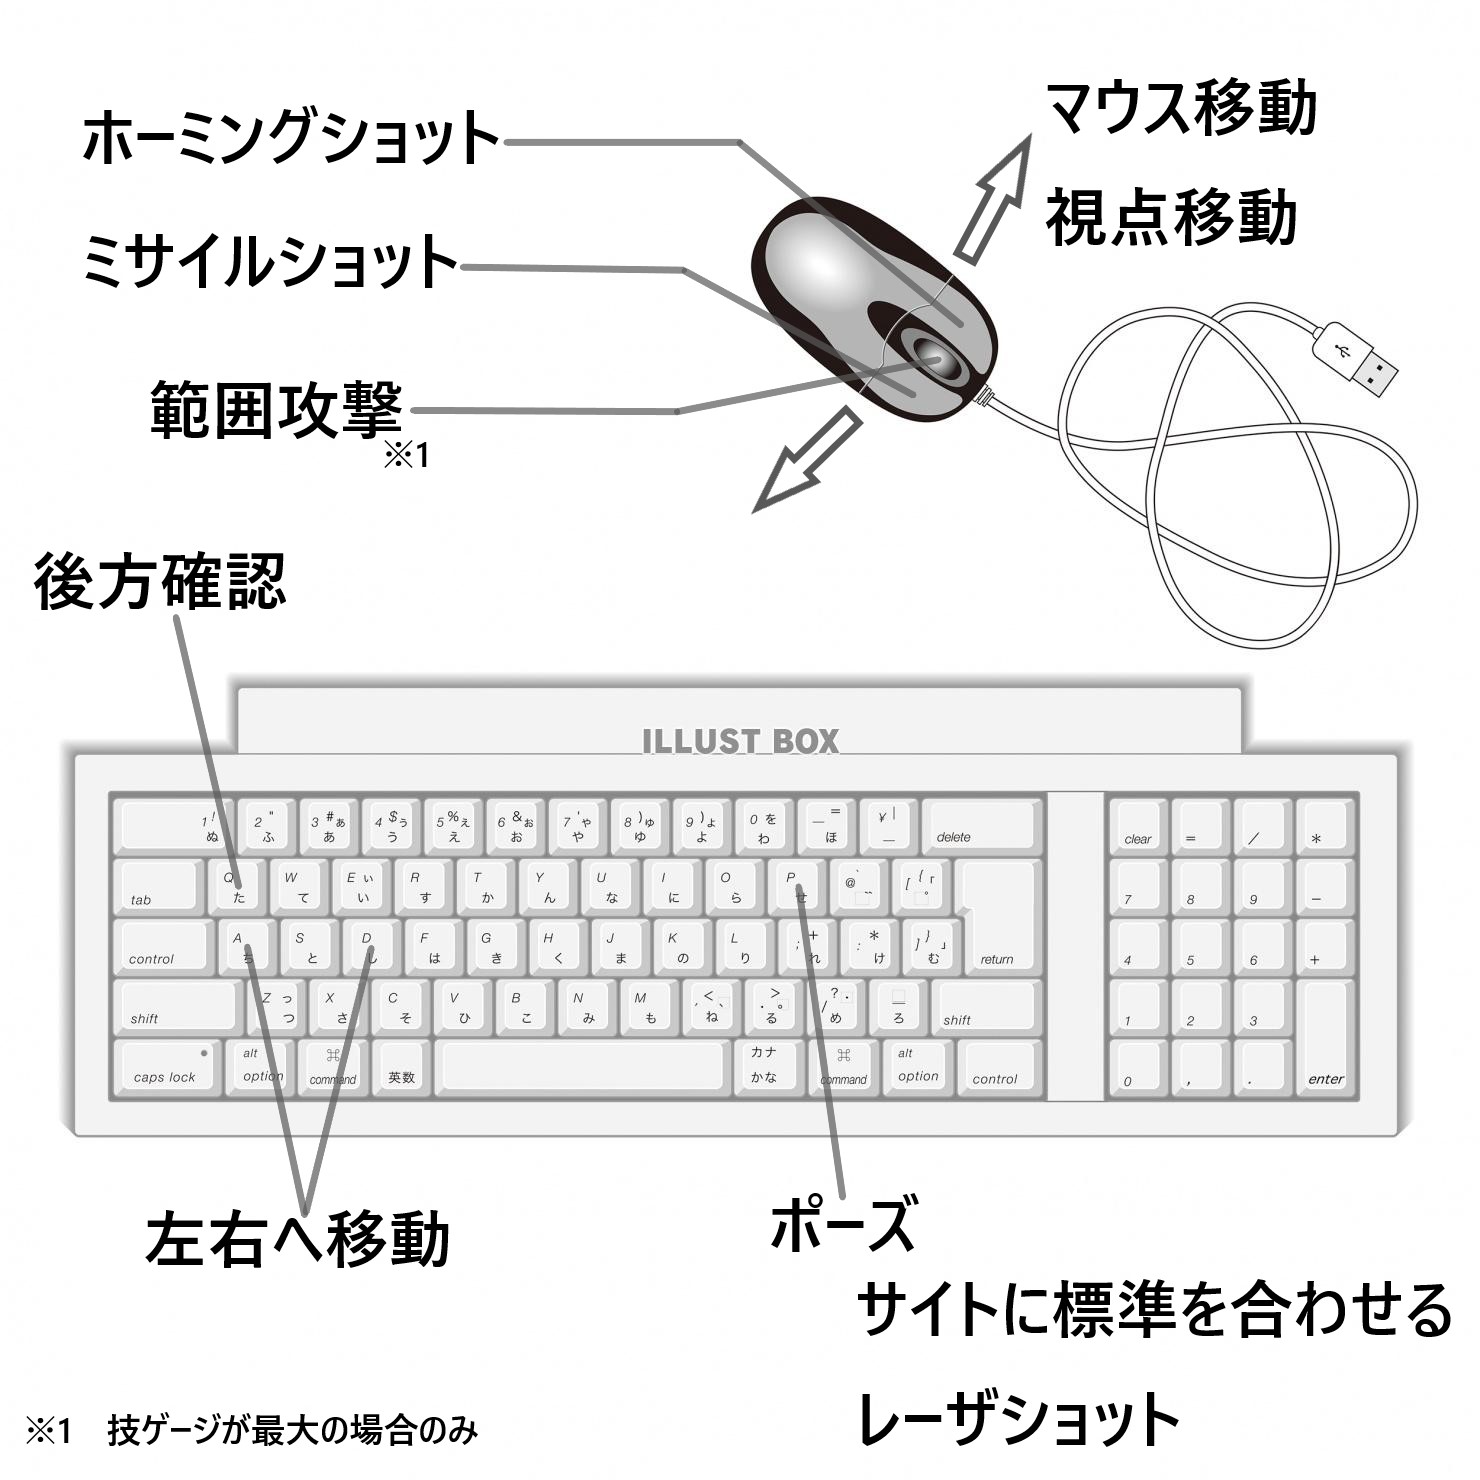 マウス移動
ホーミングショット
視点移動
ミサイルショット
範囲攻撃
※1
後方確認
ILLUST BOX
1 ! ぬ 2 " ふ 3 # ぁ あ 4 $ ぅ う 5 % ぇ え 6 & ぉ お 7 ' ゃ や 8 ) ゅ ゆ 9 ) ょ よ 0 を わ — = ほ ¥ | — delete clear = / *
tab Q た W て E ぃ い R す T か Y ん U な I に O ら P せ @ ` [ { 「 ゜ 7 8 9 −
control A ち S と D し F は G き H く J ま K の L り ; + れ : * け ] } 」 む return 4 5 6 +
shift Z っ つ X さ C そ V ひ B こ N み M も , < 、 ね . > 。 る / ? ・ め ろ shift 1 2 3
caps lock alt option ⌘ command 英数 カナ かな ⌘ command alt option control 0 , . enter
左右へ移動
ポーズ
サイトに標準を合わせる
レーザショット
※1　技ゲージが最大の場合のみ